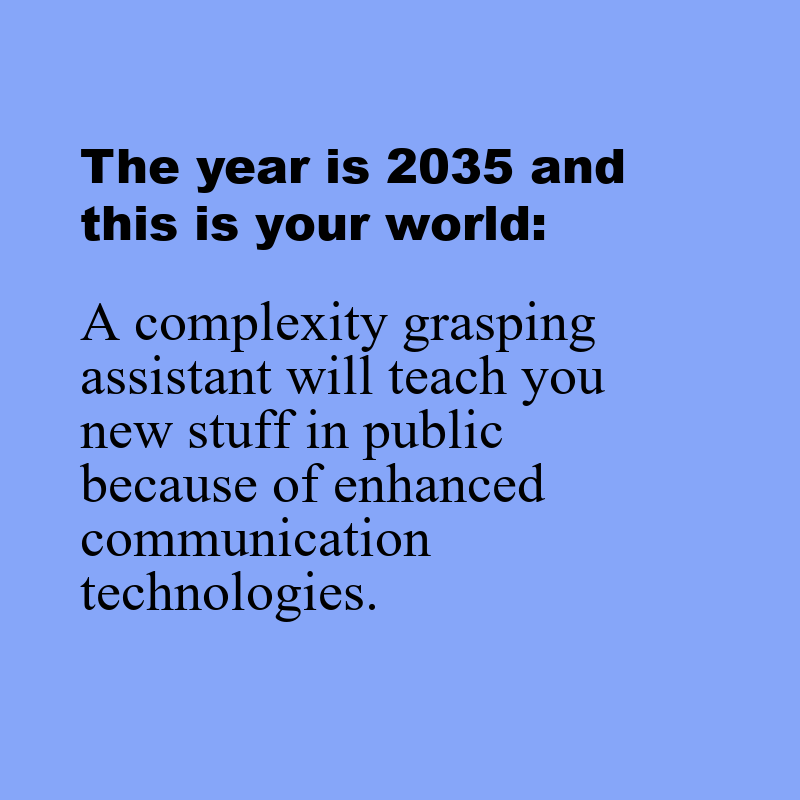 The year is 2035 and
this is your world:
A complexity grasping
assistant will teach you
new stuff in public
because of enhanced
communication
technologies.